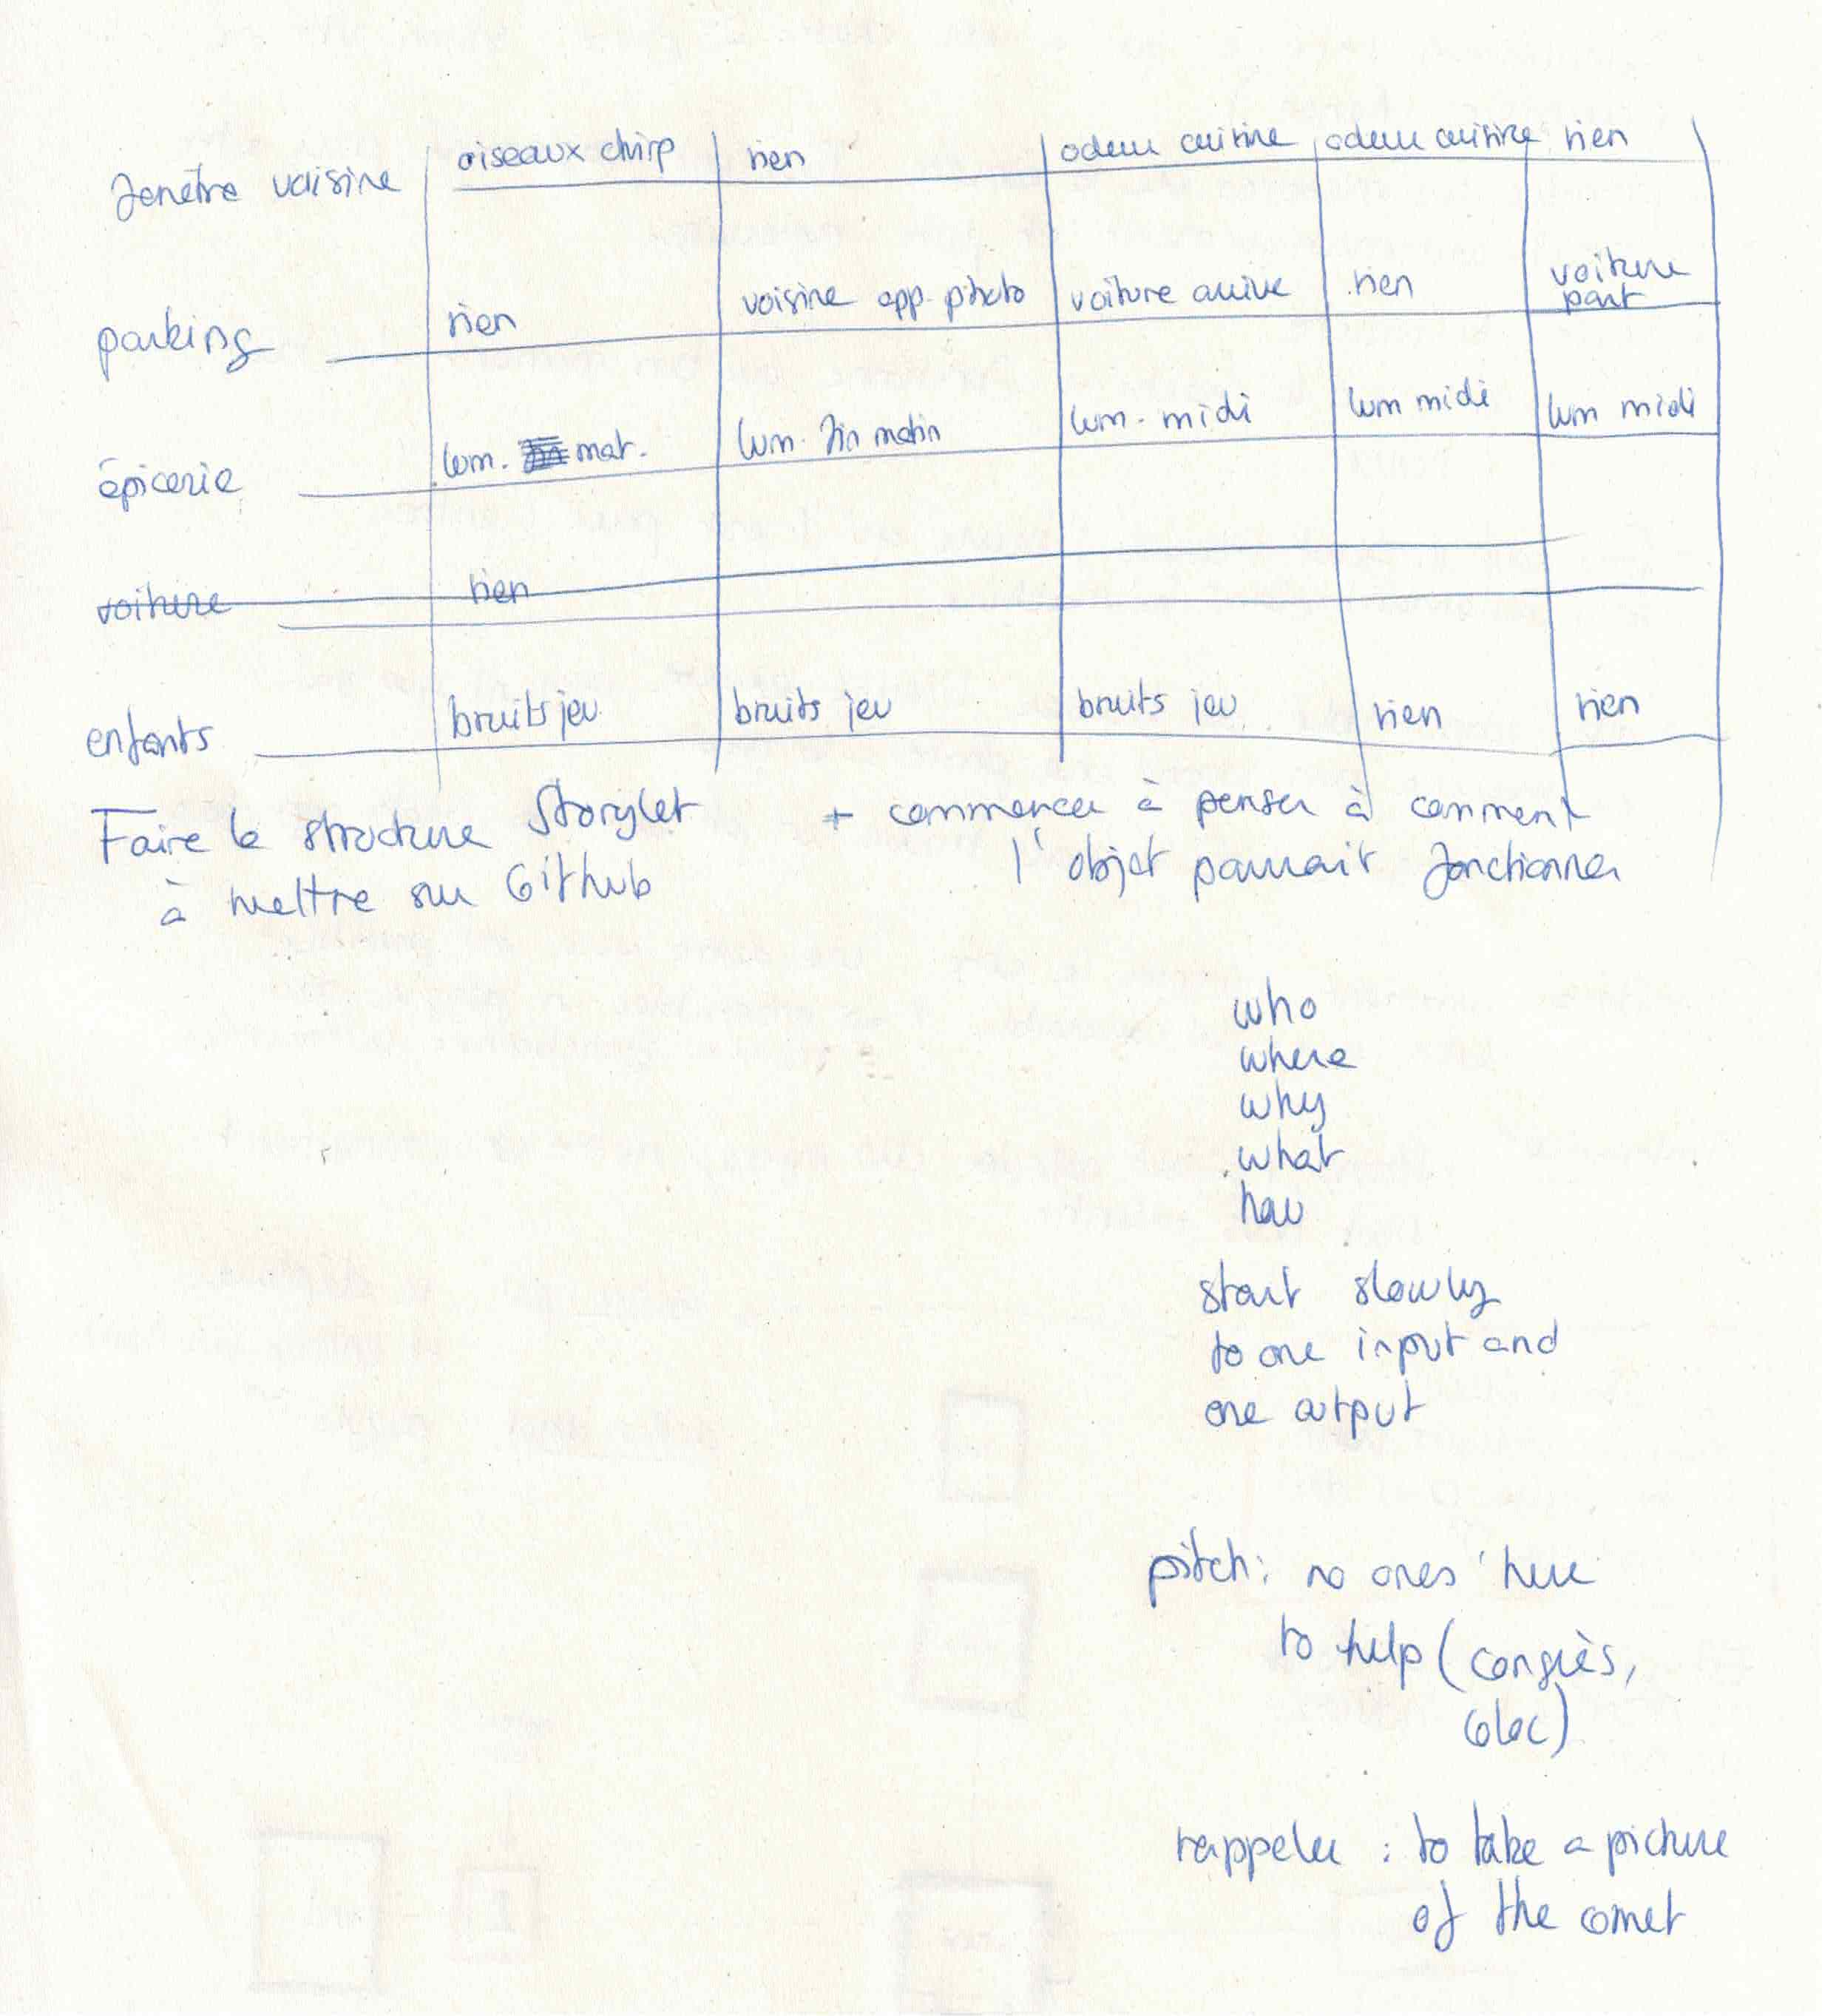 fenêtre voisine oiseaux chirp rien odeur cuisine odeur cuisine rien
parking rien voisine app. photo voiture arrive rien voiture part
épicerie lum. mat. lum. fin matin lum. midi lum midi lum midi
voiture rien
enfants bruits jeu bruits jeu bruits jeu rien rien
Faire la structure Storylet + commencer à penser à comment
à mettre sur Github l'objet pourrait fonctionner
who
where
why
what
how
start slowly
to one input and
one output
pitch: no ones here
to help (congrès,
coloc)
rappeler : to take a picture
of the comet